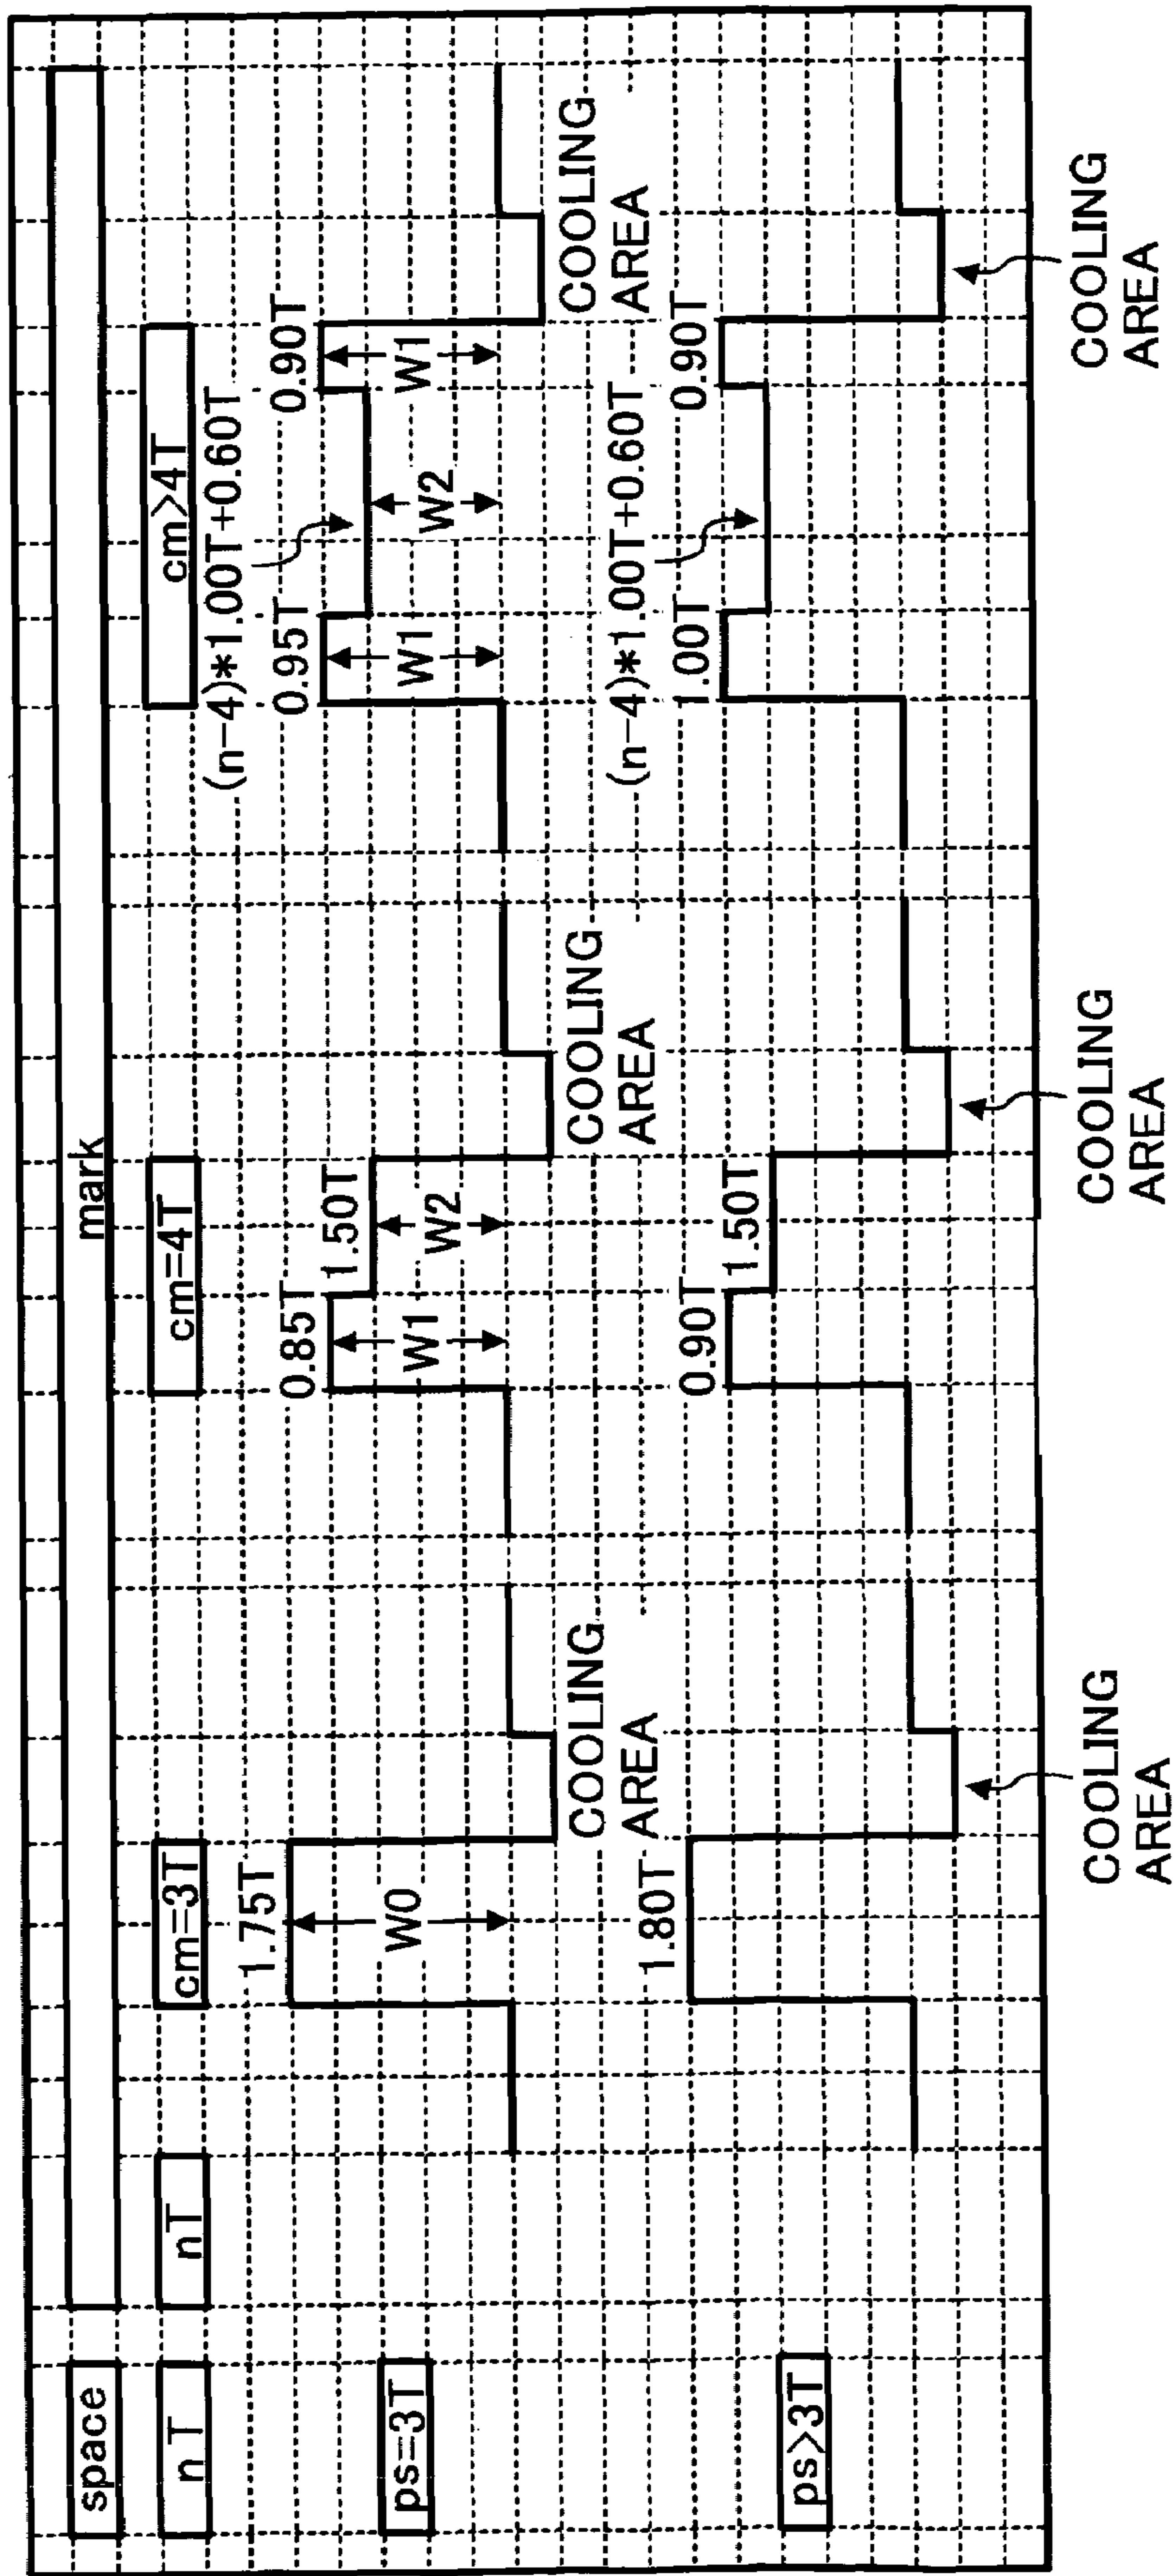 space
mark
nT
nT
cm=3T
cm=4T
cm>4T
ps=3T
1.75T
W0
COOLING
AREA
0.85T
1.50T
W1
W2
COOLING
AREA
(n-4)*1.00T+0.60T
0.95T
0.90T
W1
W2
W1
COOLING
AREA
ps>3T
1.80T
COOLING
AREA
0.90T
1.50T
COOLING
AREA
(n-4)*1.00T+0.60T
1.00T
0.90T
COOLING
AREA